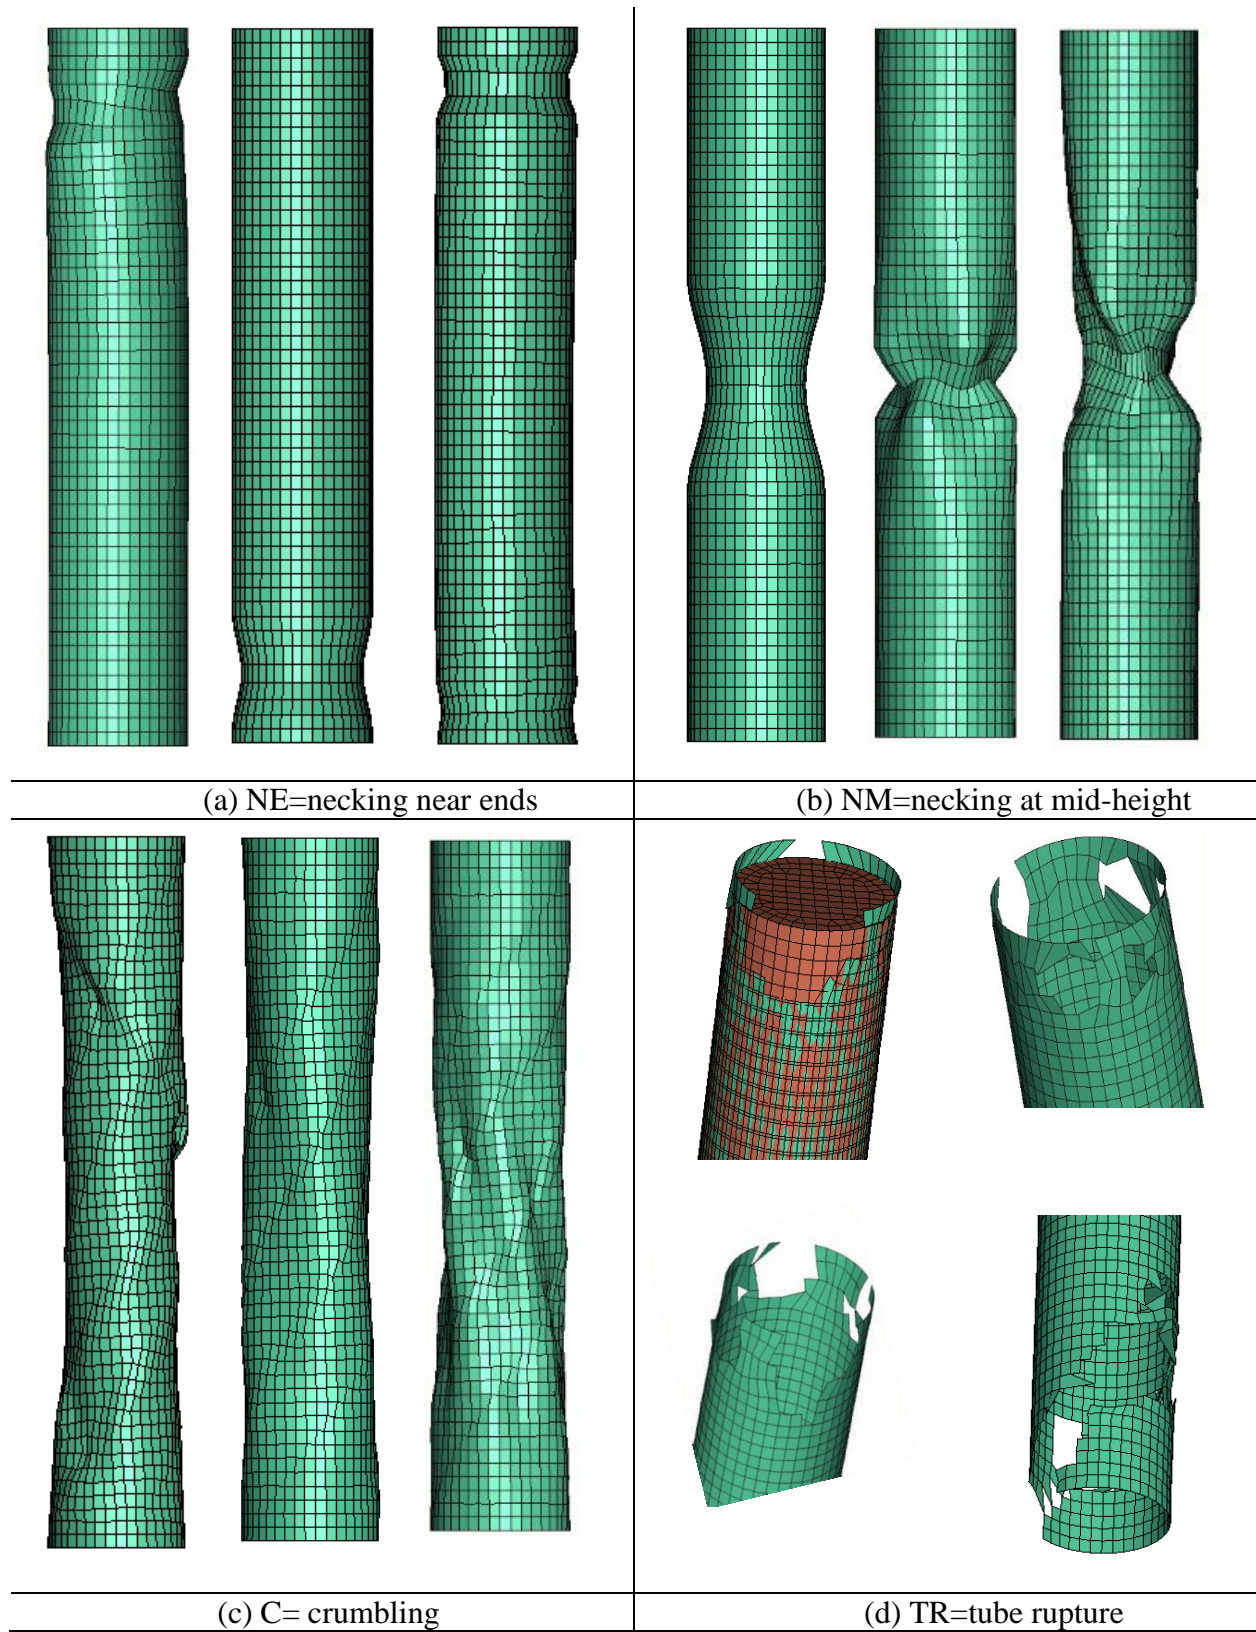 (a) NE=necking near ends
(b) NM=necking at mid-height
(c) C= crumbling
(d) TR=tube rupture